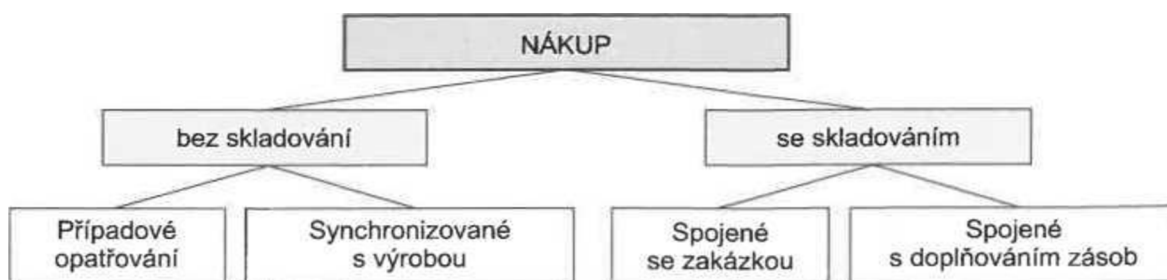 NÁKUP
bez skladování
se skladováním
Případové
opatřování
Synchronizované
s výrobou
Spojené
se zakázkou
Spojené
s doplňováním zásob